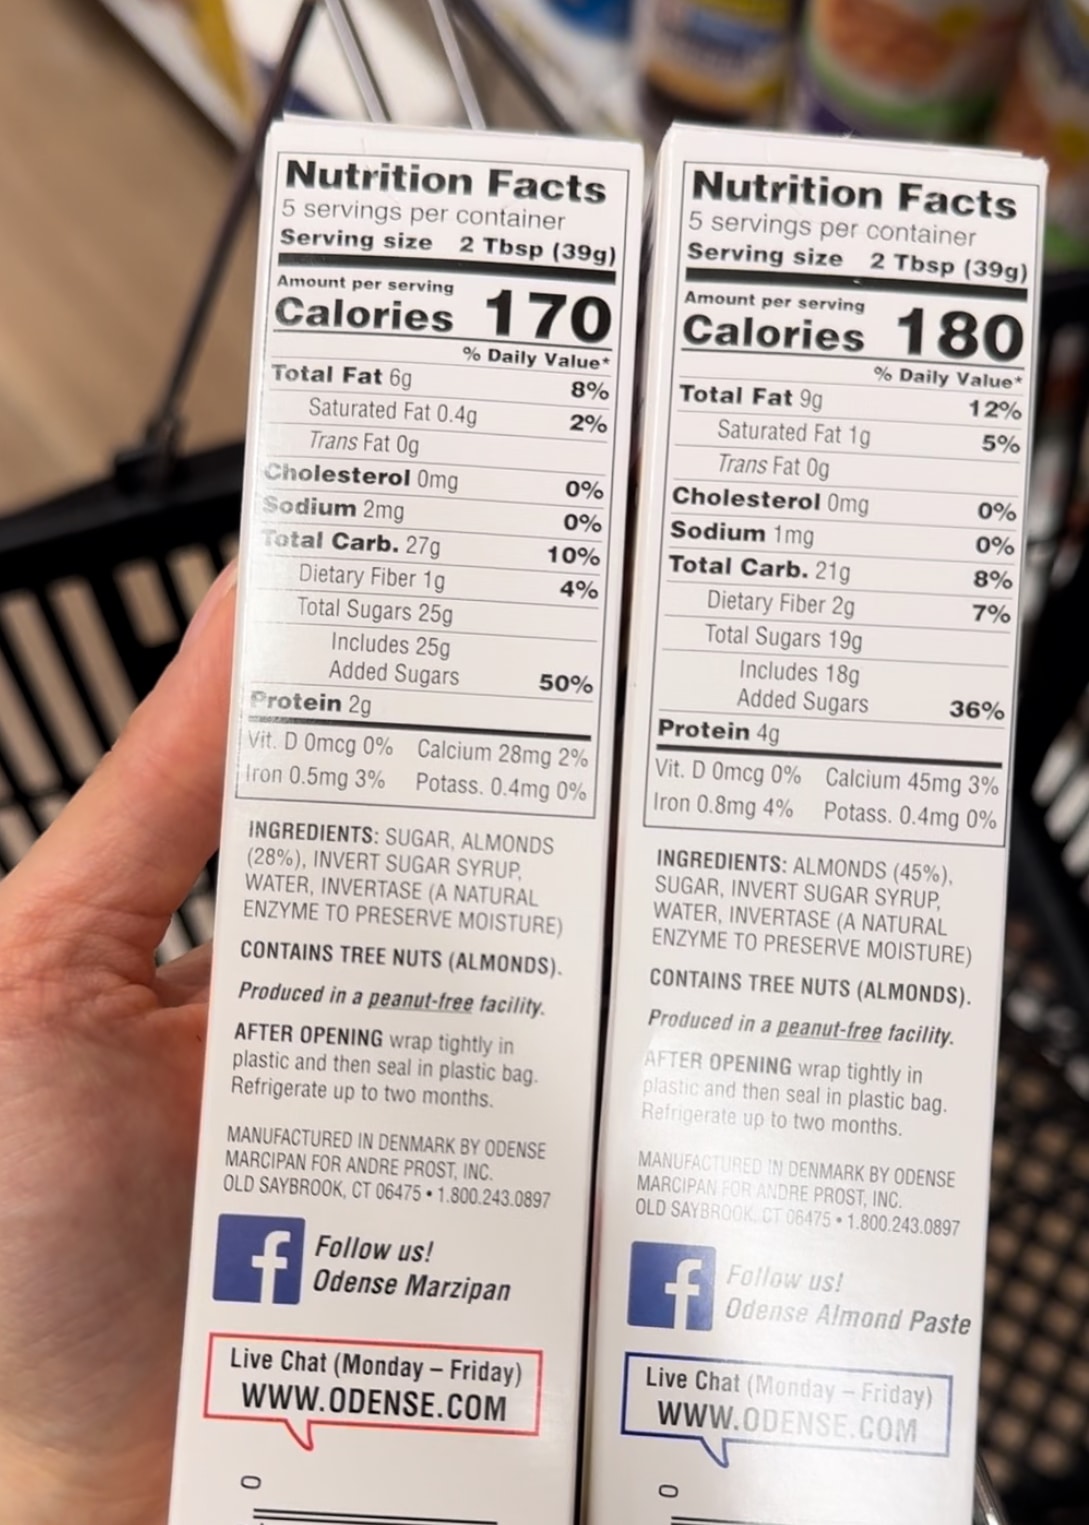 Nutrition Facts
5 servings per container
Serving size 2 Tbsp (39g)
Amount per serving
Calories 170
% Daily Value*
Total Fat 6g 8%
Saturated Fat 0.4g 2%
Trans Fat 0g
Cholesterol 0mg 0%
Sodium 2mg 0%
Total Carb. 27g 10%
Dietary Fiber 1g 4%
Total Sugars 25g
Includes 25g
Added Sugars 50%
Protein 2g
Vit. D 0mcg 0% Calcium 28mg 2%
Iron 0.5mg 3% Potass. 0.4mg 0%
INGREDIENTS: SUGAR, ALMONDS
(28%), INVERT SUGAR SYRUP,
WATER, INVERTASE (A NATURAL
ENZYME TO PRESERVE MOISTURE)
CONTAINS TREE NUTS (ALMONDS).
Produced in a peanut-free facility.
AFTER OPENING wrap tightly in
plastic and then seal in plastic bag.
Refrigerate up to two months.
MANUFACTURED IN DENMARK BY ODENSE
MARCIPAN FOR ANDRE PROST, INC.
OLD SAYBROOK, CT 06475 • 1.800.243.0897
f
Follow us!
Odense Marzipan
Live Chat (Monday – Friday)
WWW.ODENSE.COM
0
Nutrition Facts
5 servings per container
Serving size 2 Tbsp (39g)
Amount per serving
Calories 180
% Daily Value*
Total Fat 9g 12%
Saturated Fat 1g 5%
Trans Fat 0g
Cholesterol 0mg 0%
Sodium 1mg 0%
Total Carb. 21g 8%
Dietary Fiber 2g 7%
Total Sugars 19g
Includes 18g
Added Sugars 36%
Protein 4g
Vit. D 0mcg 0% Calcium 45mg 3%
Iron 0.8mg 4% Potass. 0.4mg 0%
INGREDIENTS: ALMONDS (45%),
SUGAR, INVERT SUGAR SYRUP,
WATER, INVERTASE (A NATURAL
ENZYME TO PRESERVE MOISTURE)
CONTAINS TREE NUTS (ALMONDS).
Produced in a peanut-free facility.
AFTER OPENING wrap tightly in
plastic and then seal in plastic bag.
Refrigerate up to two months.
MANUFACTURED IN DENMARK BY ODENSE
MARCIPAN FOR ANDRE PROST, INC.
OLD SAYBROOK, CT 06475 • 1.800.243.0897
f
Follow us!
Odense Almond Paste
Live Chat (Monday – Friday)
WWW.ODENSE.COM
0